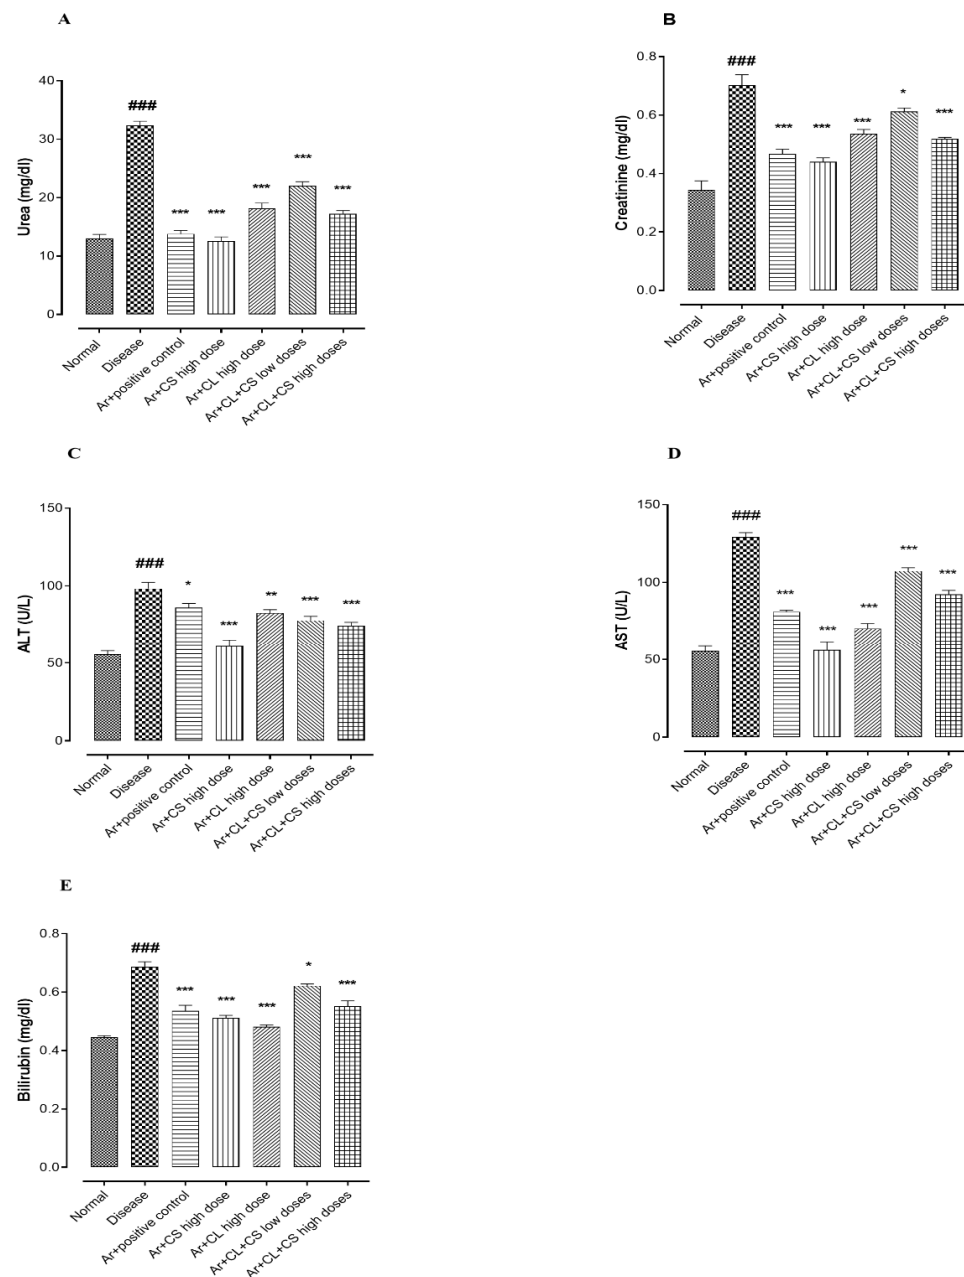 A
Urea (mg/dl)
40
30
20
10
0
###
***
***
***
***
***
Normal
Disease
Ar+positive control
Ar+CS high dose
Ar+CL high dose
Ar+CL+CS low doses
Ar+CL+CS high doses
B
Creatinine (mg/dl)
0.8
0.6
0.4
0.2
0.0
###
***
***
***
*
***
Normal
Disease
Ar+positive control
Ar+CS high dose
Ar+CL high dose
Ar+CL+CS low doses
Ar+CL+CS high doses
C
ALT (U/L)
150
100
50
0
###
*
***
**
***
***
Normal
Disease
Ar+positive control
Ar+CS high dose
Ar+CL high dose
Ar+CL+CS low doses
Ar+CL+CS high doses
D
AST (U/L)
150
100
50
0
###
***
***
***
***
***
Normal
Disease
Ar+positive control
Ar+CS high dose
Ar+CL high dose
Ar+CL+CS low doses
Ar+CL+CS high doses
E
Bilirubin (mg/dl)
0.8
0.6
0.4
0.2
0.0
###
***
***
***
*
***
Normal
Disease
Ar+positive control
Ar+CS high dose
Ar+CL high dose
Ar+CL+CS low doses
Ar+CL+CS high doses